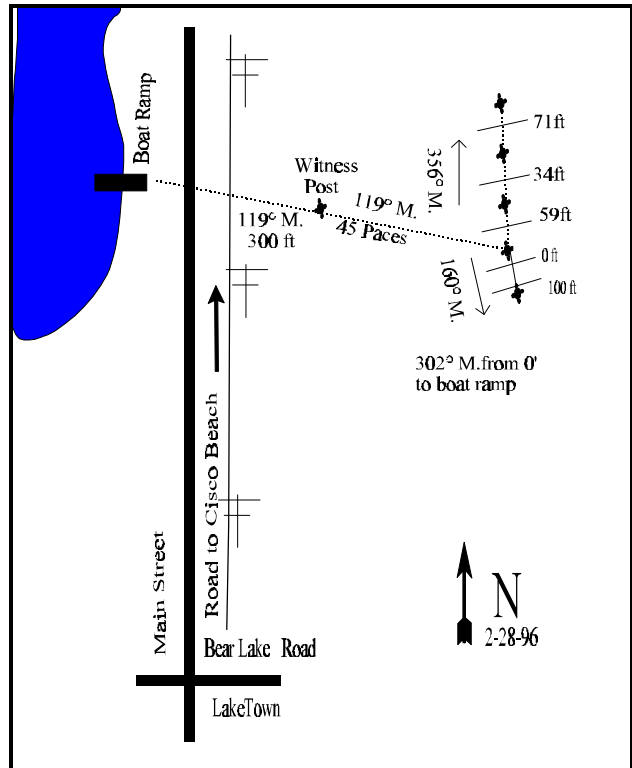 Boat Ramp
71ft
Witness
Post
356° M.
34ft
119° M.
119° M.
300 ft
45 Paces
59ft
0 ft
160° M.
100 ft
302° M.from 0'
to boat ramp
Road to Cisco Beach
Main Street
N
2-28-96
Bear Lake Road
LakeTown